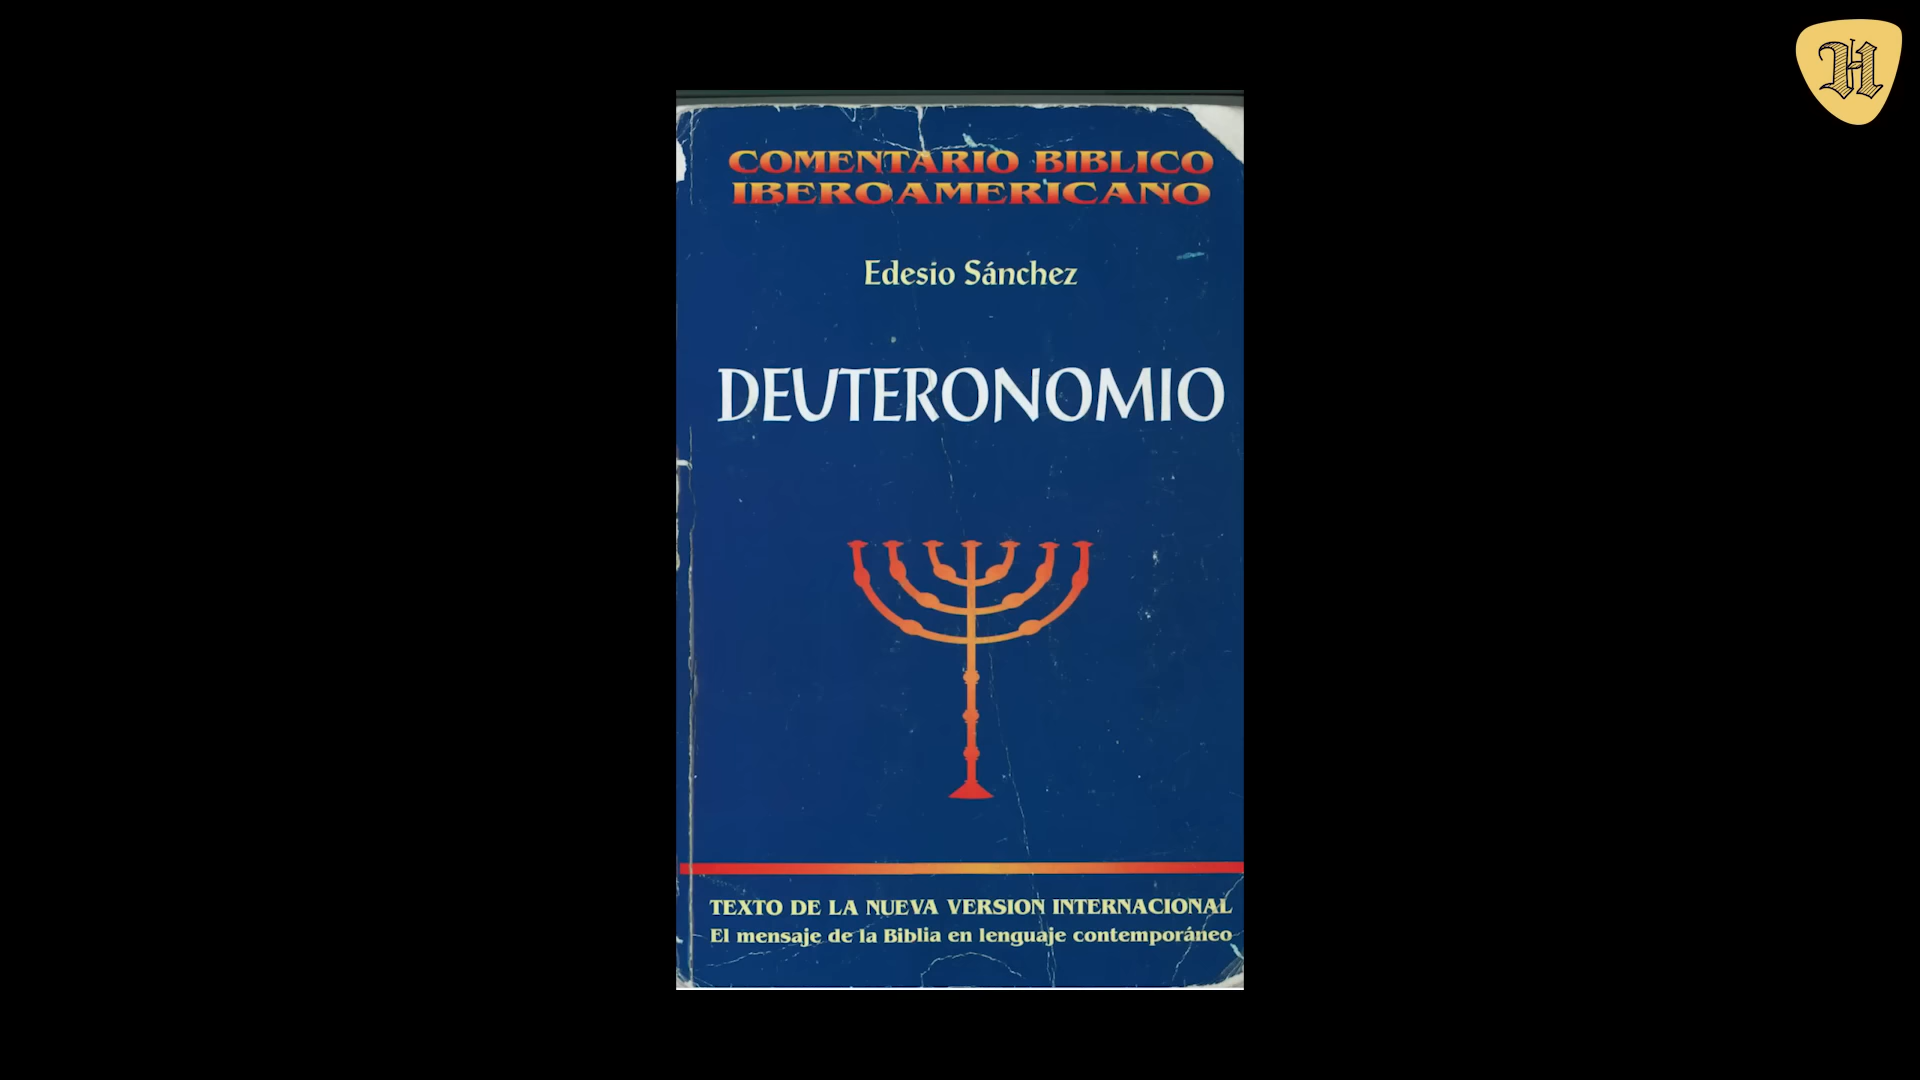 H
COMENTARIO BIBLICO
IBEROAMERICANO
Edesio Sánchez
DEUTERONOMIO
TEXTO DE LA NUEVA VERSION INTERNACIONAL
El mensaje de la Biblia en lenguaje contemporáneo